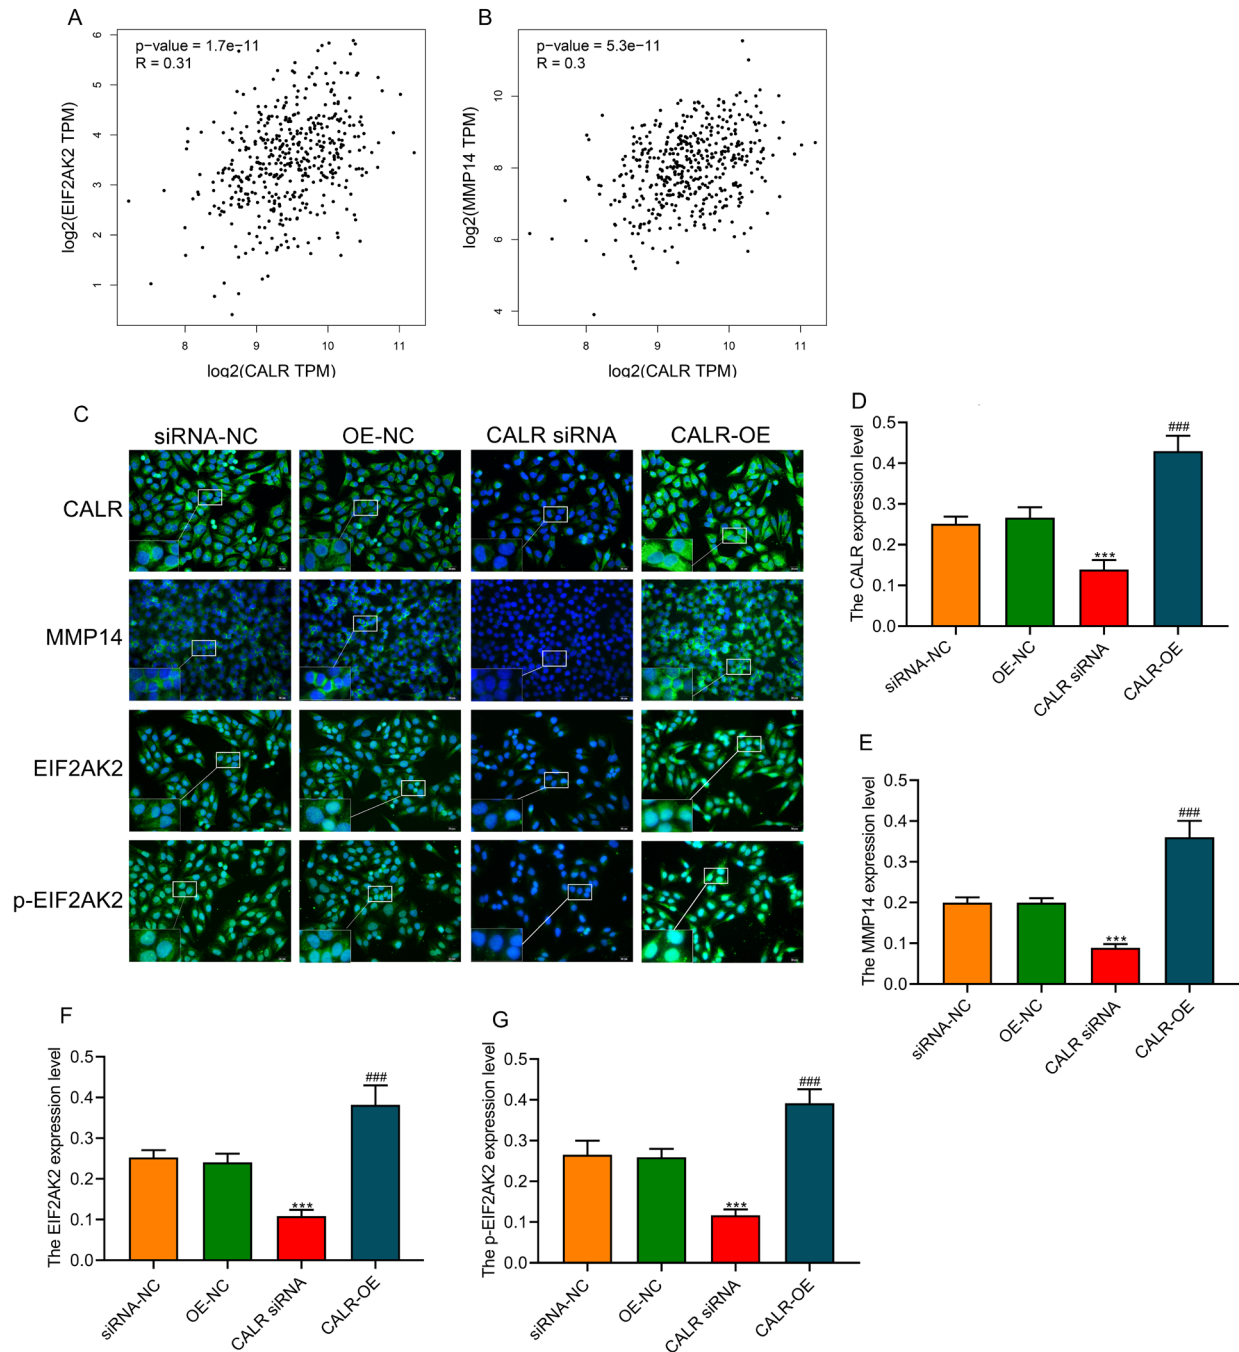 A
p-value = 1.7e-11
R = 0.31
log2(EIF2AK2 TPM)
6
5
4
3
2
1
8 9 10 11
log2(CALR TPM)
B
p-value = 5.3e-11
R = 0.3
log2(MMP14 TPM)
10
8
6
4
8 9 10 11
log2(CALR TPM)
C
siRNA-NC OE-NC CALR siRNA CALR-OE
CALR
MMP14
EIF2AK2
p-EIF2AK2
D
The CALR expression level
0.5
0.4
0.3
0.2
0.1
0.0
***
###
siRNA-NC OE-NC CALR siRNA CALR-OE
E
The MMP14 expression level
0.5
0.4
0.3
0.2
0.1
0.0
***
###
siRNA-NC OE-NC CALR siRNA CALR-OE
F
The EIF2AK2 expression level
0.5
0.4
0.3
0.2
0.1
0.0
***
###
siRNA-NC OE-NC CALR siRNA CALR-OE
G
The p-EIF2AK2 expression level
0.5
0.4
0.3
0.2
0.1
0.0
***
###
siRNA-NC OE-NC CALR siRNA CALR-OE